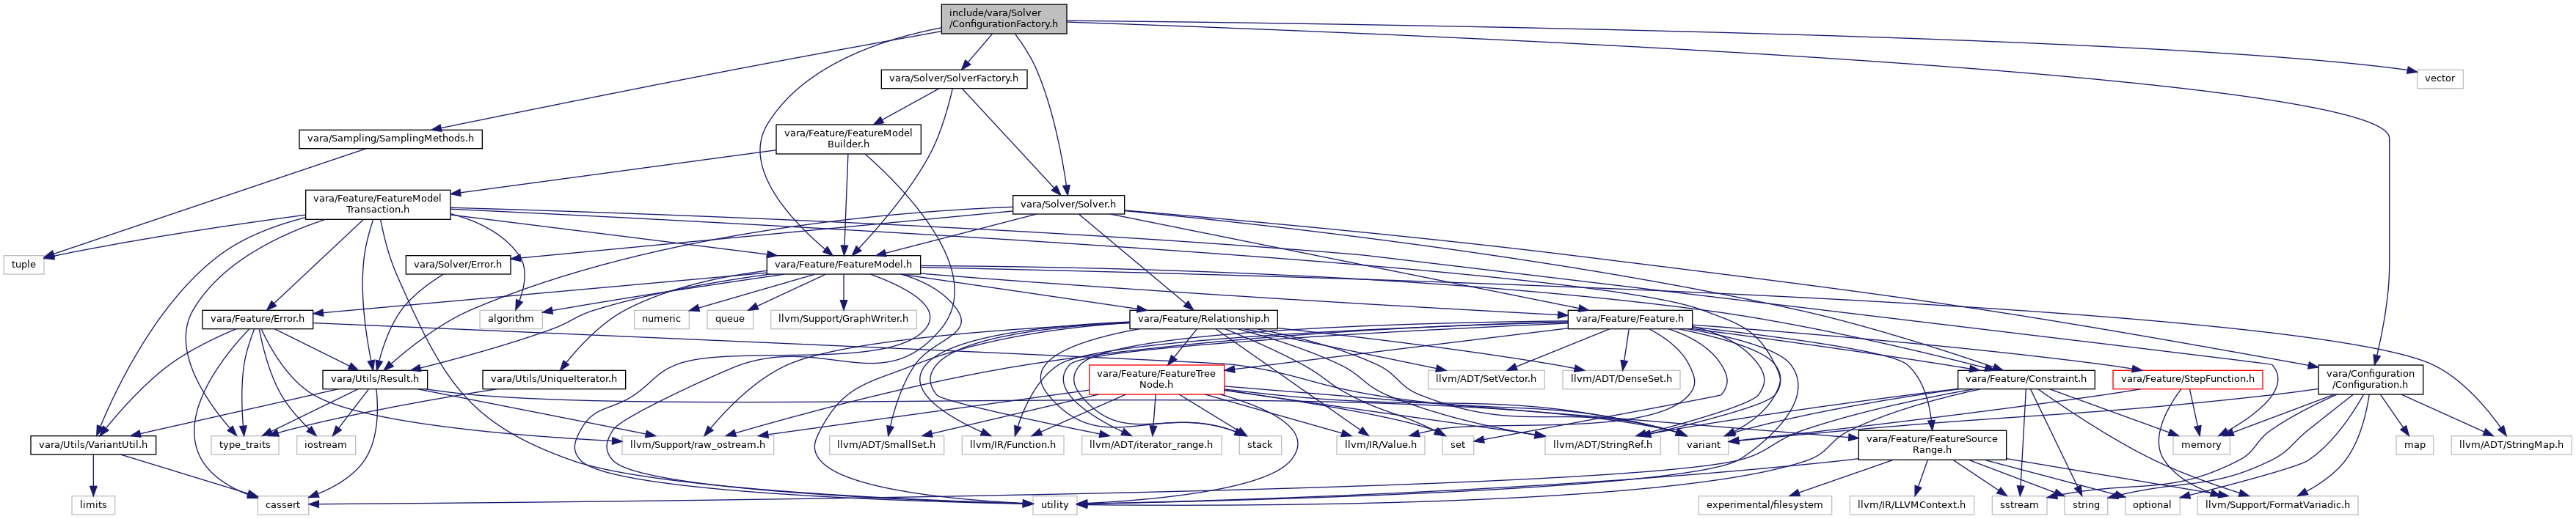 include/vara/Solver
/ConfigurationFactory.h
vara/Solver/SolverFactory.h
vector
vara/Sampling/SamplingMethods.h
vara/Feature/FeatureModel
Builder.h
vara/Feature/FeatureModel
Transaction.h
vara/Solver/Solver.h
tuple
vara/Solver/Error.h
vara/Feature/FeatureModel.h
vara/Feature/Error.h
algorithm
numeric
queue
llvm/Support/GraphWriter.h
vara/Feature/Relationship.h
vara/Feature/Feature.h
vara/Utils/Result.h
vara/Utils/UniqueIterator.h
vara/Feature/FeatureTree
Node.h
llvm/ADT/SetVector.h
llvm/ADT/DenseSet.h
vara/Feature/Constraint.h
vara/Feature/StepFunction.h
vara/Configuration
/Configuration.h
vara/Utils/VariantUtil.h
type_traits
iostream
llvm/Support/raw_ostream.h
llvm/ADT/SmallSet.h
llvm/IR/Function.h
llvm/ADT/iterator_range.h
stack
llvm/IR/Value.h
set
llvm/ADT/StringRef.h
variant
vara/Feature/FeatureSource
Range.h
memory
map
llvm/ADT/StringMap.h
limits
cassert
utility
experimental/filesystem
llvm/IR/LLVMContext.h
sstream
string
optional
llvm/Support/FormatVariadic.h